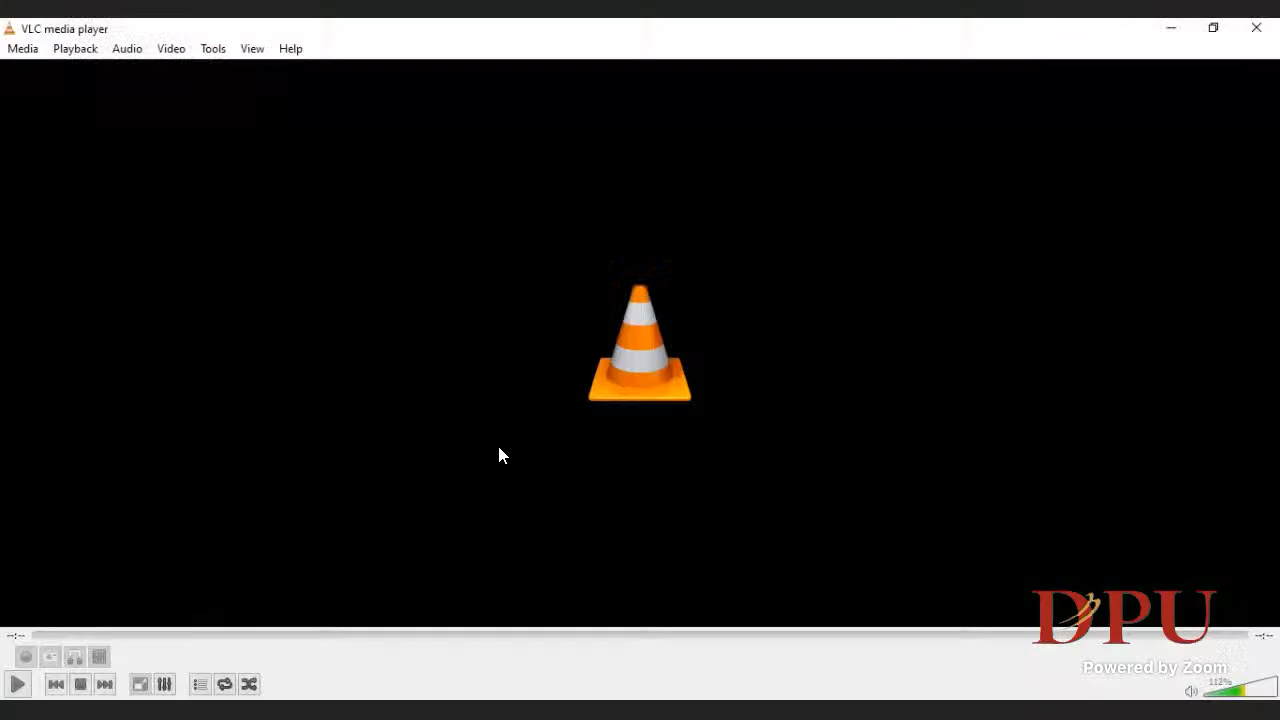 VLC media player
Media Playback Audio Video Tools View Help
--:-- --:--
DPU
Powered by Zoom
112%